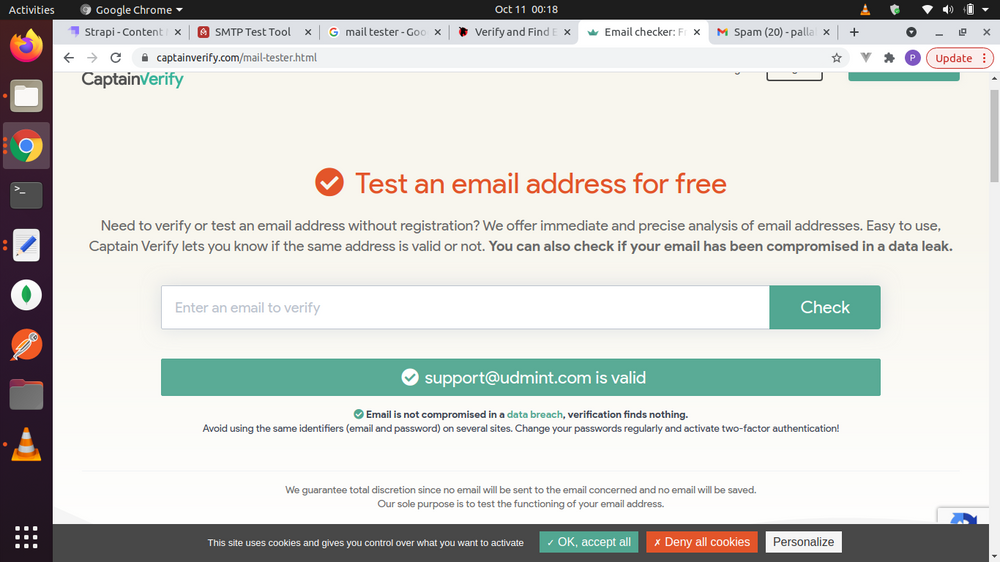 Activities
Google Chrome
Oct 11 00:18
Strapi - Content
SMTP Test Tool
mail tester - Goo
Verify and Find E
Email checker: F
Spam (20) - palla
captainverify.com/mail-tester.html
P
Update
CaptainVerify
Test an email address for free
Need to verify or test an email address without registration? We offer immediate and precise analysis of email addresses. Easy to use,
Captain Verify lets you know if the same address is valid or not. You can also check if your email has been compromised in a data leak.
Enter an email to verify
Check
support@udmint.com is valid
Email is not compromised in a data breach, verification finds nothing.
Avoid using the same identifiers (email and password) on several sites. Change your passwords regularly and activate two-factor authentication!
We guarantee total discretion since no email will be sent to the email concerned and no email will be saved.
Our sole purpose is to test the functioning of your email address.
This site uses cookies and gives you control over what you want to activate
✓ OK, accept all
✗ Deny all cookies
Personalize